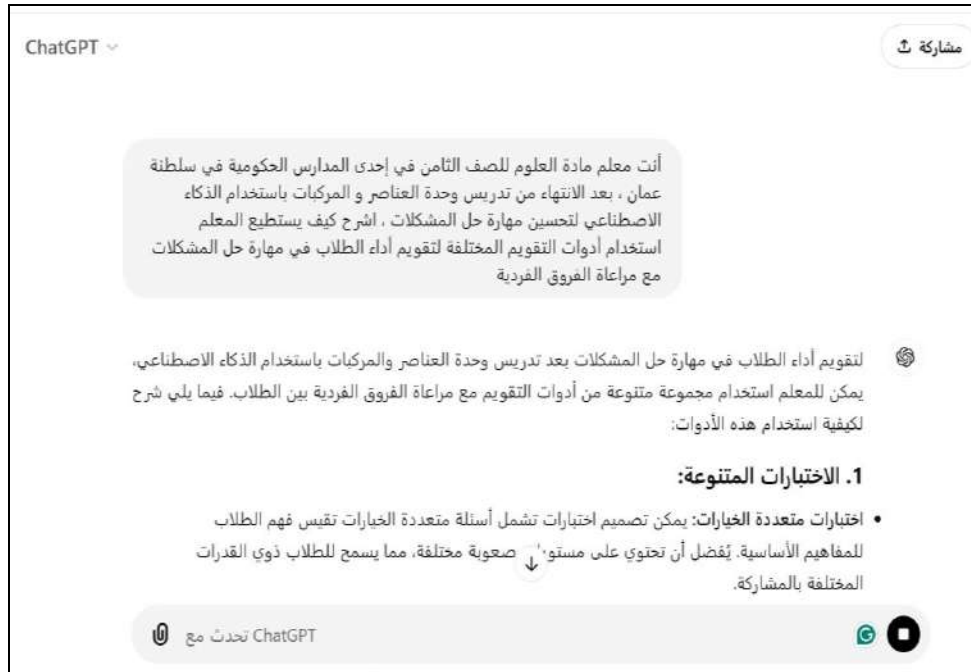 ChatGPT
مشاركة
أنت معلم مادة العلوم للصف الثامن في إحدى المدارس الحكومية في سلطنة
عمان ، بعد الانتهاء من تدريس وحدة العناصر و المركبات باستخدام الذكاء
الاصطناعي لتحسين مهارة حل المشكلات ، اشرح كيف يستطيع المعلم
استخدام أدوات التقويم المختلفة لتقويم أداء الطلاب في مهارة حل المشكلات
مع مراعاة الفروق الفردية
لتقويم أداء الطلاب في مهارة حل المشكلات بعد تدريس وحدة العناصر والمركبات باستخدام الذكاء الاصطناعي،
يمكن للمعلم استخدام مجموعة متنوعة من أدوات التقويم مع مراعاة الفروق الفردية بين الطلاب. فيما يلي شرح
لكيفية استخدام هذه الأدوات:
1. الاختبارات المتنوعة:
• اختبارات متعددة الخيارات: يمكن تصميم اختبارات تشمل أسئلة متعددة الخيارات تقيس فهم الطلاب
للمفاهيم الأساسية. يُفضل أن تحتوي على صعوبة مختلفة، مما يسمح للطلاب ذوي القدرات
المختلفة بالمشاركة.
تحدث مع ChatGPT